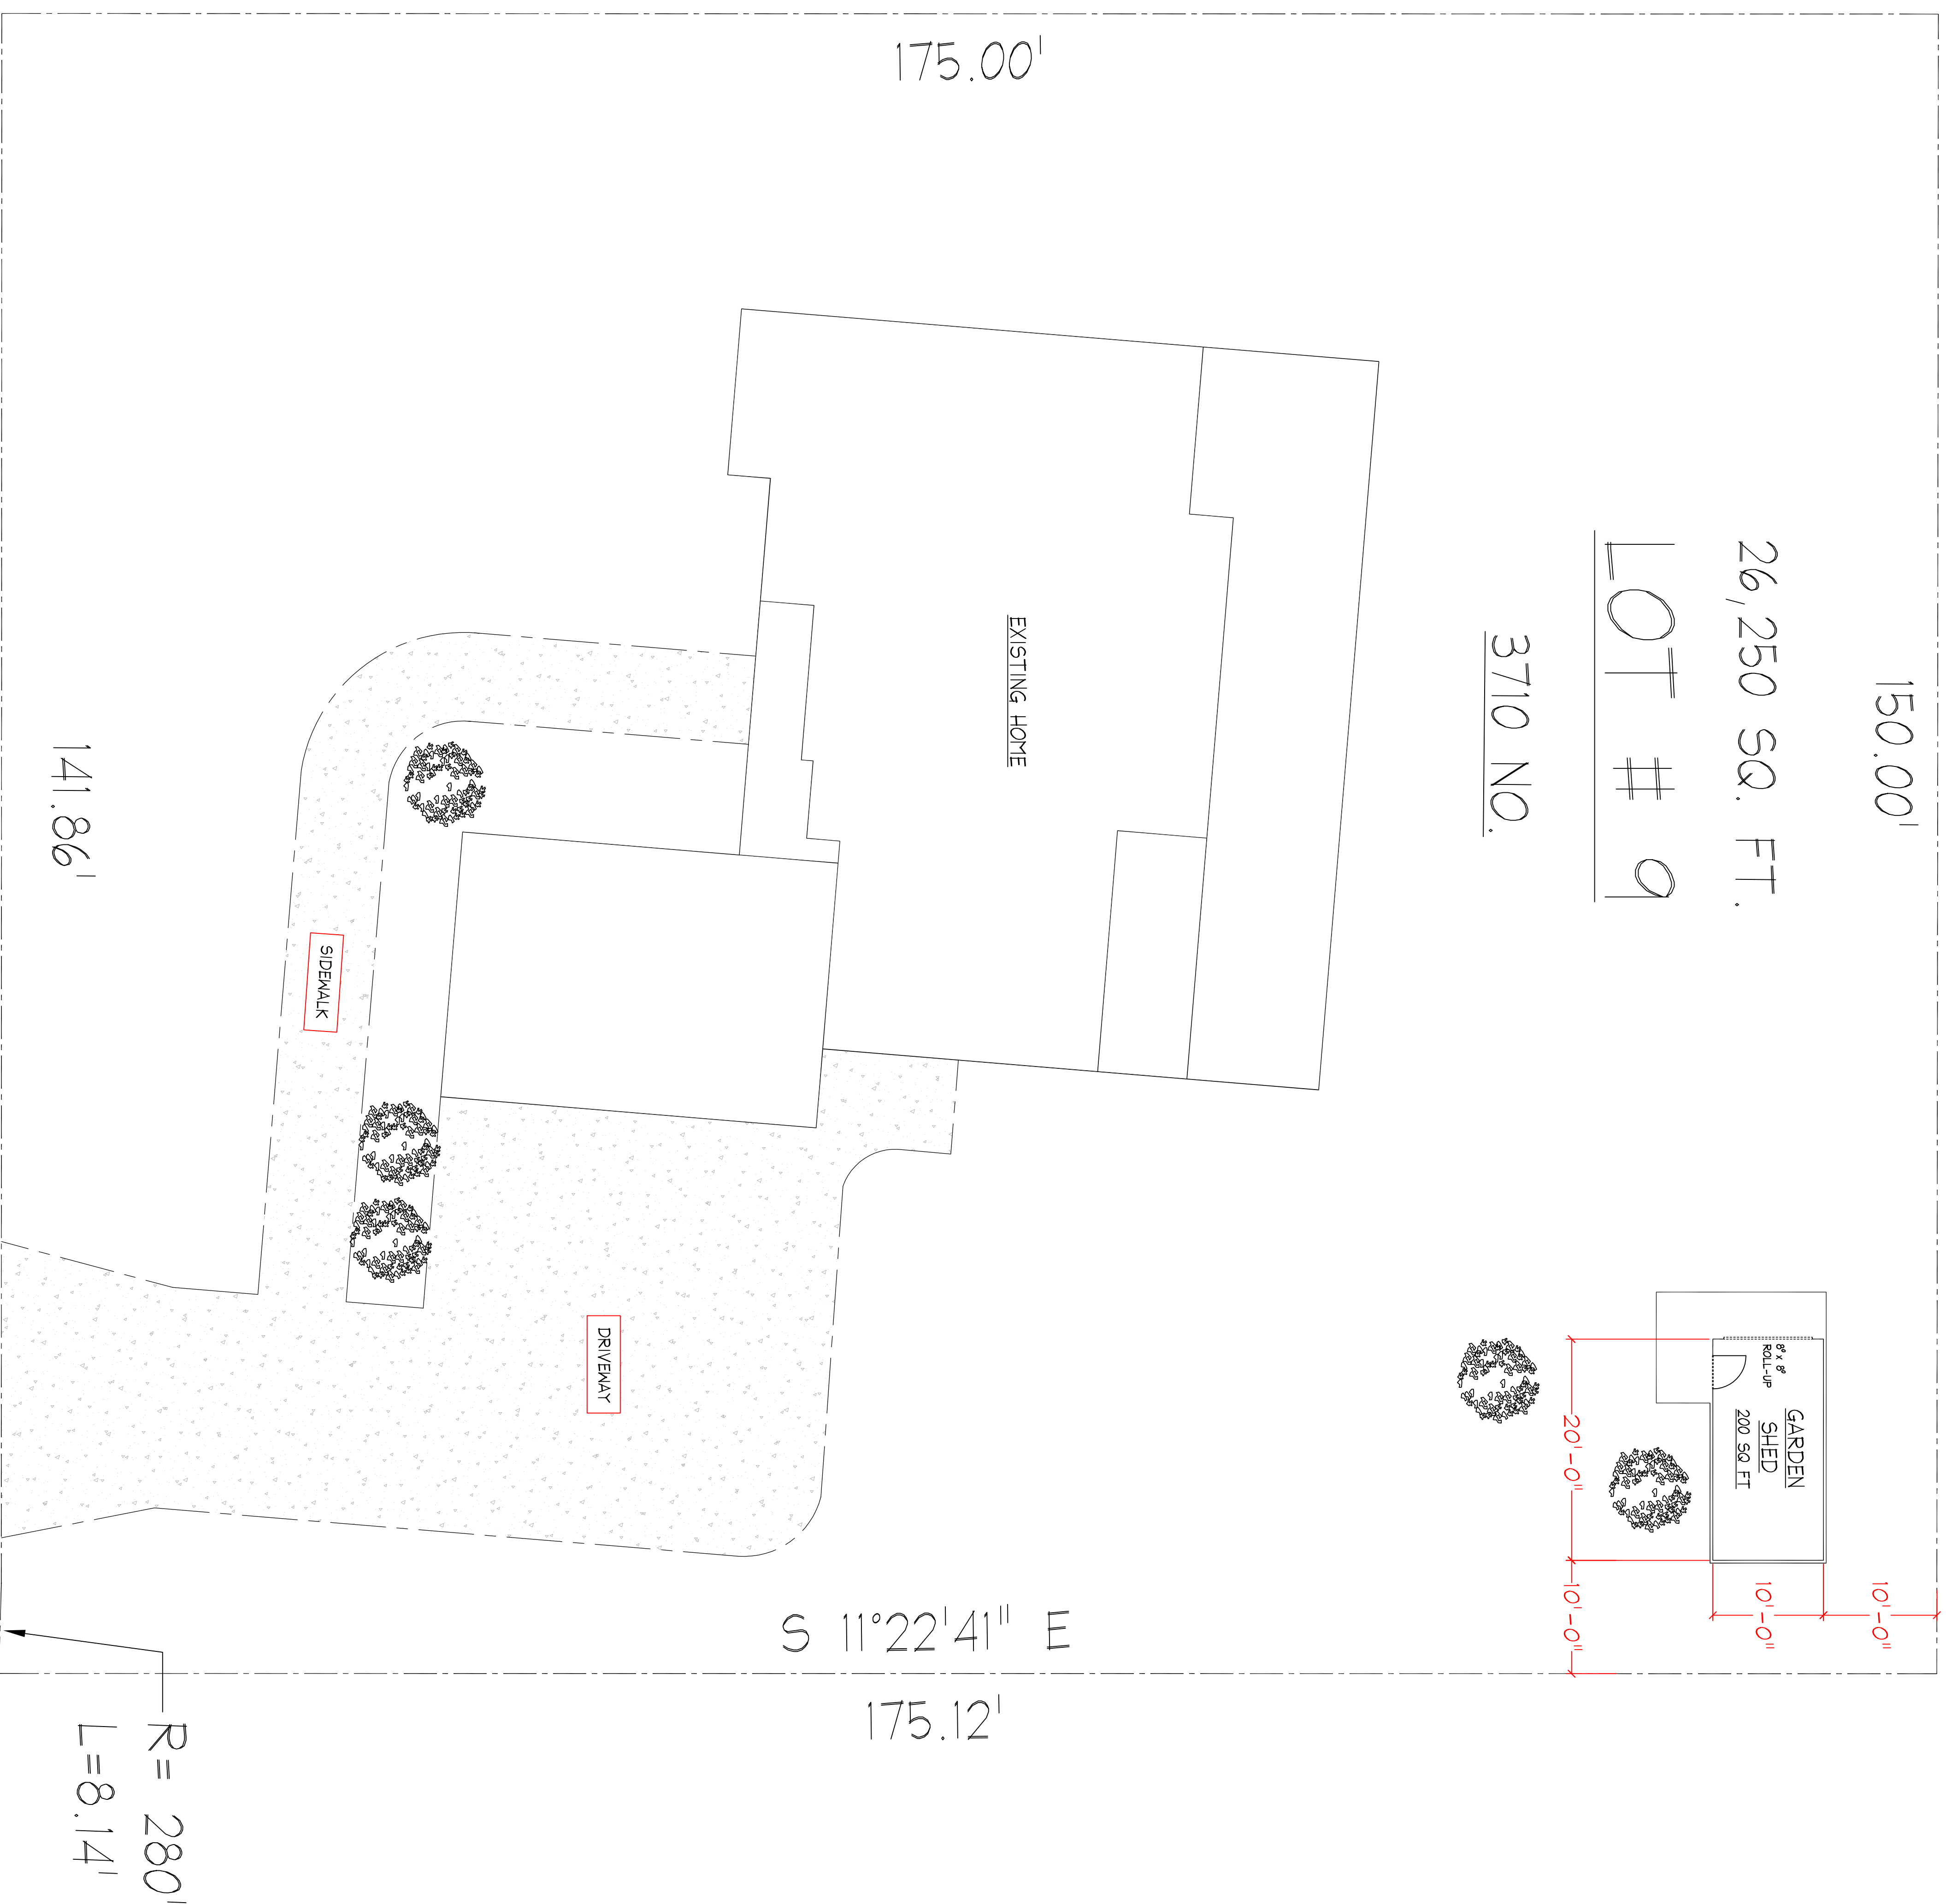 175.00'
150.00'
26,250 SQ. FT.
LOT # 9
3710 NO.
EXISTING HOME
141.86'
SIDEWALK
DRIVEWAY
8⁰ x 8⁰
ROLL-UP
GARDEN
SHED
200 SQ FT
20'-0"
10'-0"
10'-0"
10'-0"
S 11°22'41" E
175.12'
R= 280'
L=8.14'